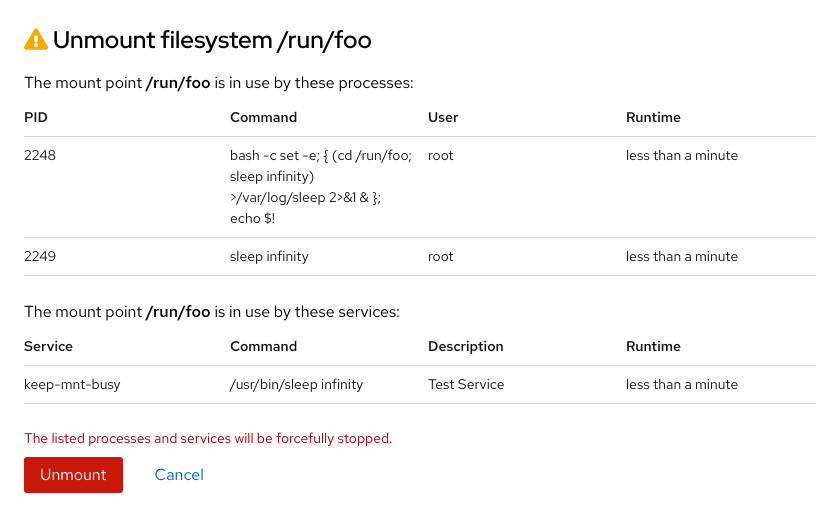 Unmount filesystem /run/foo
The mount point /run/foo is in use by these processes:
PID Command User Runtime
2248 bash -c set -e; { (cd /run/foo; root less than a minute
sleep infinity)
>/var/log/sleep 2>&1 & };
echo $!
2249 sleep infinity root less than a minute
The mount point /run/foo is in use by these services:
Service Command Description Runtime
keep-mnt-busy /usr/bin/sleep infinity Test Service less than a minute
The listed processes and services will be forcefully stopped.
Unmount Cancel